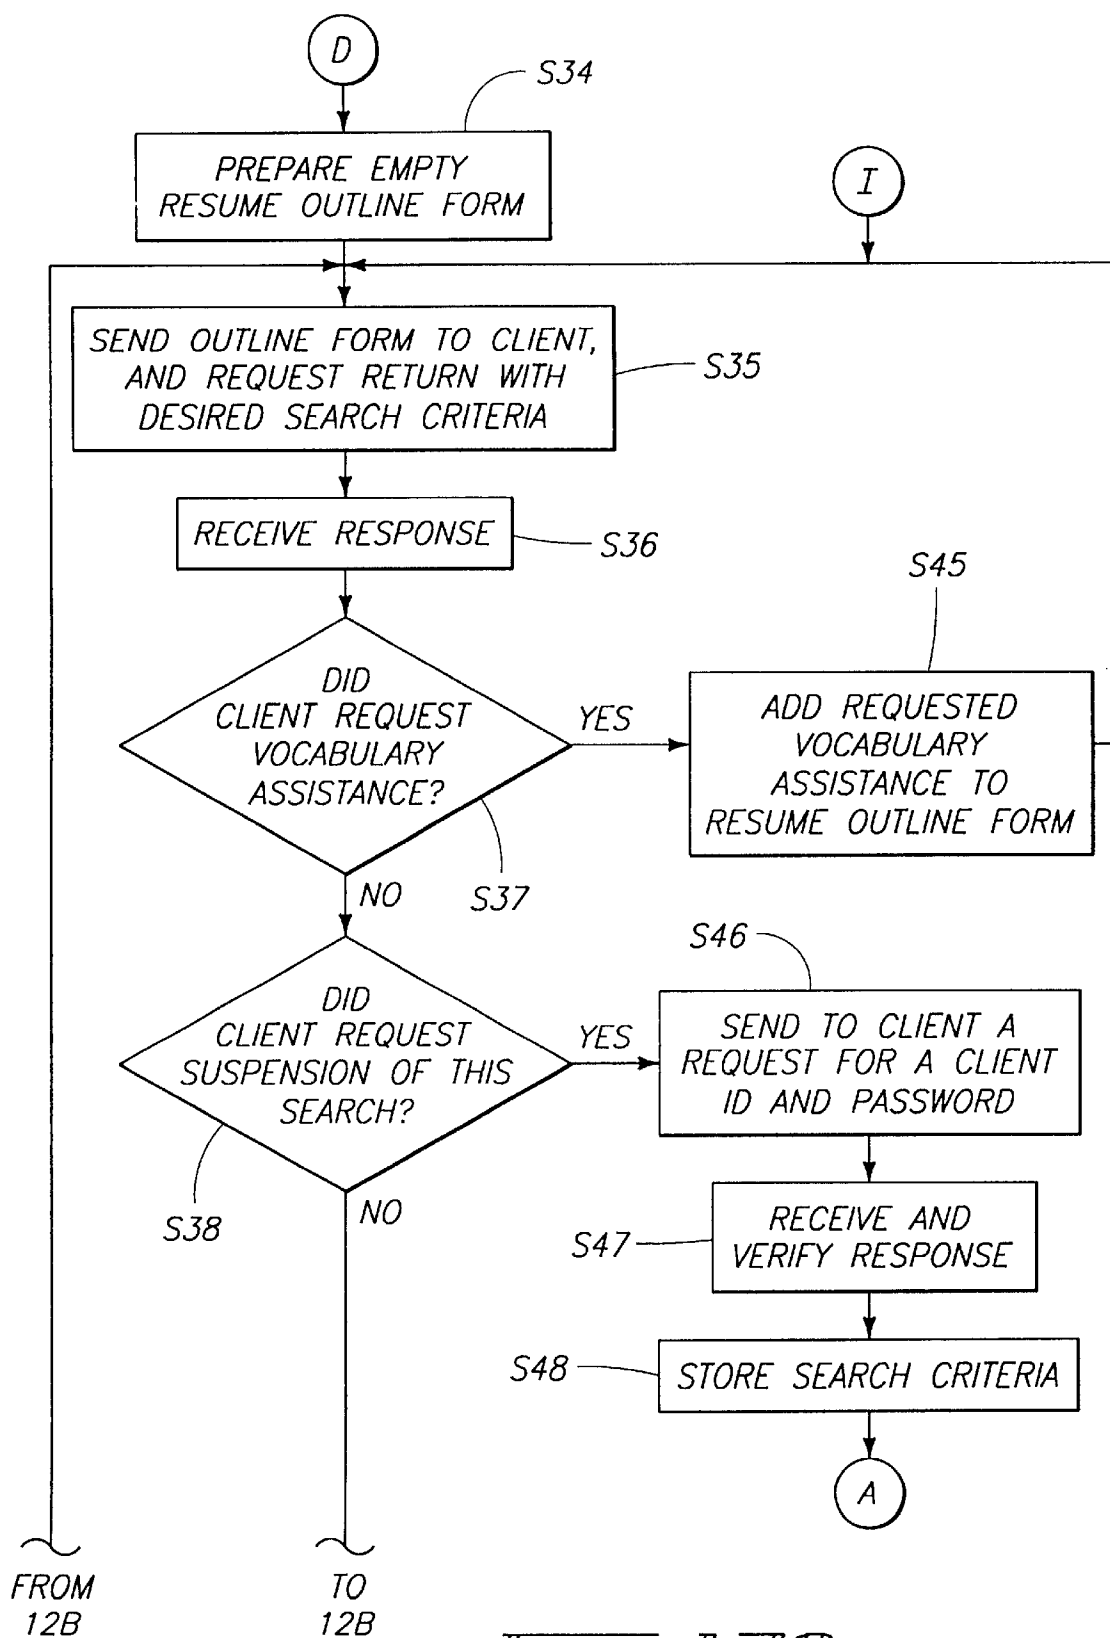 D
S34
PREPARE EMPTY
RESUME OUTLINE FORM
I
SEND OUTLINE FORM TO CLIENT,
AND REQUEST RETURN WITH
DESIRED SEARCH CRITERIA
S35
RECEIVE RESPONSE
S36
DID
CLIENT REQUEST
VOCABULARY
ASSISTANCE?
YES
S37
NO
S45
ADD REQUESTED
VOCABULARY
ASSISTANCE TO
RESUME OUTLINE FORM
DID
CLIENT REQUEST
SUSPENSION OF THIS
SEARCH?
YES
S38
NO
S46
SEND TO CLIENT A
REQUEST FOR A CLIENT
ID AND PASSWORD
S47
RECEIVE AND
VERIFY RESPONSE
S48
STORE SEARCH CRITERIA
A
FROM
12B
TO
12B